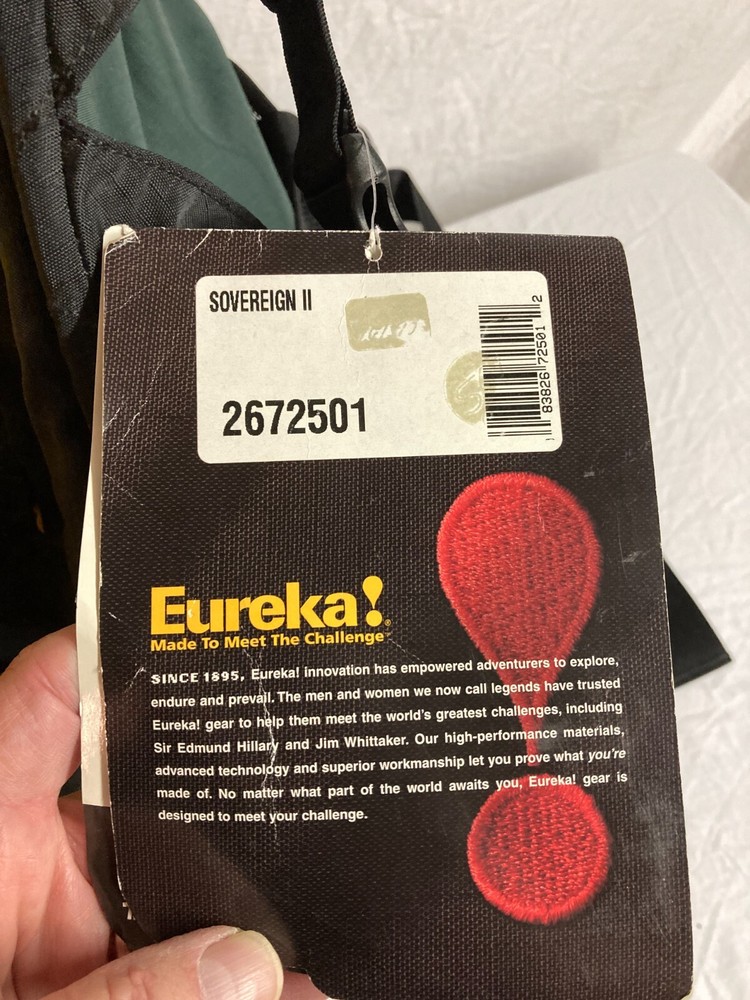 SOVEREIGN II
2672501
83826 72501 2
Eureka!®
Made To Meet The Challenge™
SINCE 1895, Eureka! innovation has empowered adventurers to explore,
endure and prevail. The men and women we now call legends have trusted
Eureka! gear to help them meet the world's greatest challenges, including
Sir Edmund Hillary and Jim Whittaker. Our high-performance materials,
advanced technology and superior workmanship let you prove what you're
made of. No matter what part of the world awaits you, Eureka! gear is
designed to meet your challenge.